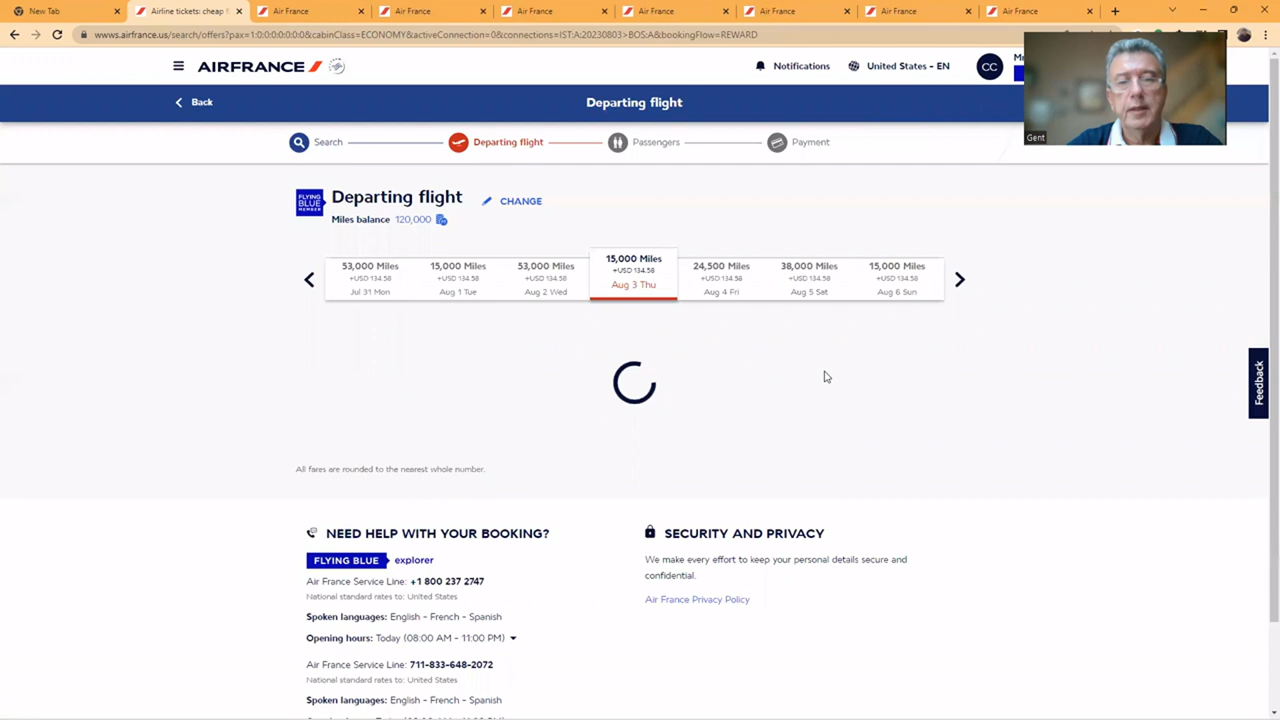 New Tab
Airline tickets: cheap f
Air France
Air France
Air France
Air France
Air France
Air France
Air France
wwws.airfrance.us/search/offers?pax=1:0:0:0:0:0:0:0&cabinClass=ECONOMY&activeConnection=0&connections=IST:A:20230803>BOS:A&bookingFlow=REWARD
AIRFRANCE
Notifications
United States - EN
CC
Gent
Back
Departing flight
Search
Departing flight
Passengers
Payment
FLYING BLUE MEMBER
Departing flight
CHANGE
Miles balance 120,000
53,000 Miles
+USD 134.58
Jul 31 Mon
15,000 Miles
+USD 134.58
Aug 1 Tue
53,000 Miles
+USD 134.58
Aug 2 Wed
15,000 Miles
+USD 134.58
Aug 3 Thu
24,500 Miles
+USD 134.58
Aug 4 Fri
38,000 Miles
+USD 134.58
Aug 5 Sat
15,000 Miles
+USD 134.58
Aug 6 Sun
Feedback
All fares are rounded to the nearest whole number.
NEED HELP WITH YOUR BOOKING?
FLYING BLUE explorer
Air France Service Line: +1 800 237 2747
National standard rates to: United States
Spoken languages: English - French - Spanish
Opening hours: Today (08:00 AM - 11:00 PM)
Air France Service Line: 711-833-648-2072
National standard rates to: United States
Spoken languages: English - French - Spanish
SECURITY AND PRIVACY
We make every effort to keep your personal details secure and
confidential.
Air France Privacy Policy